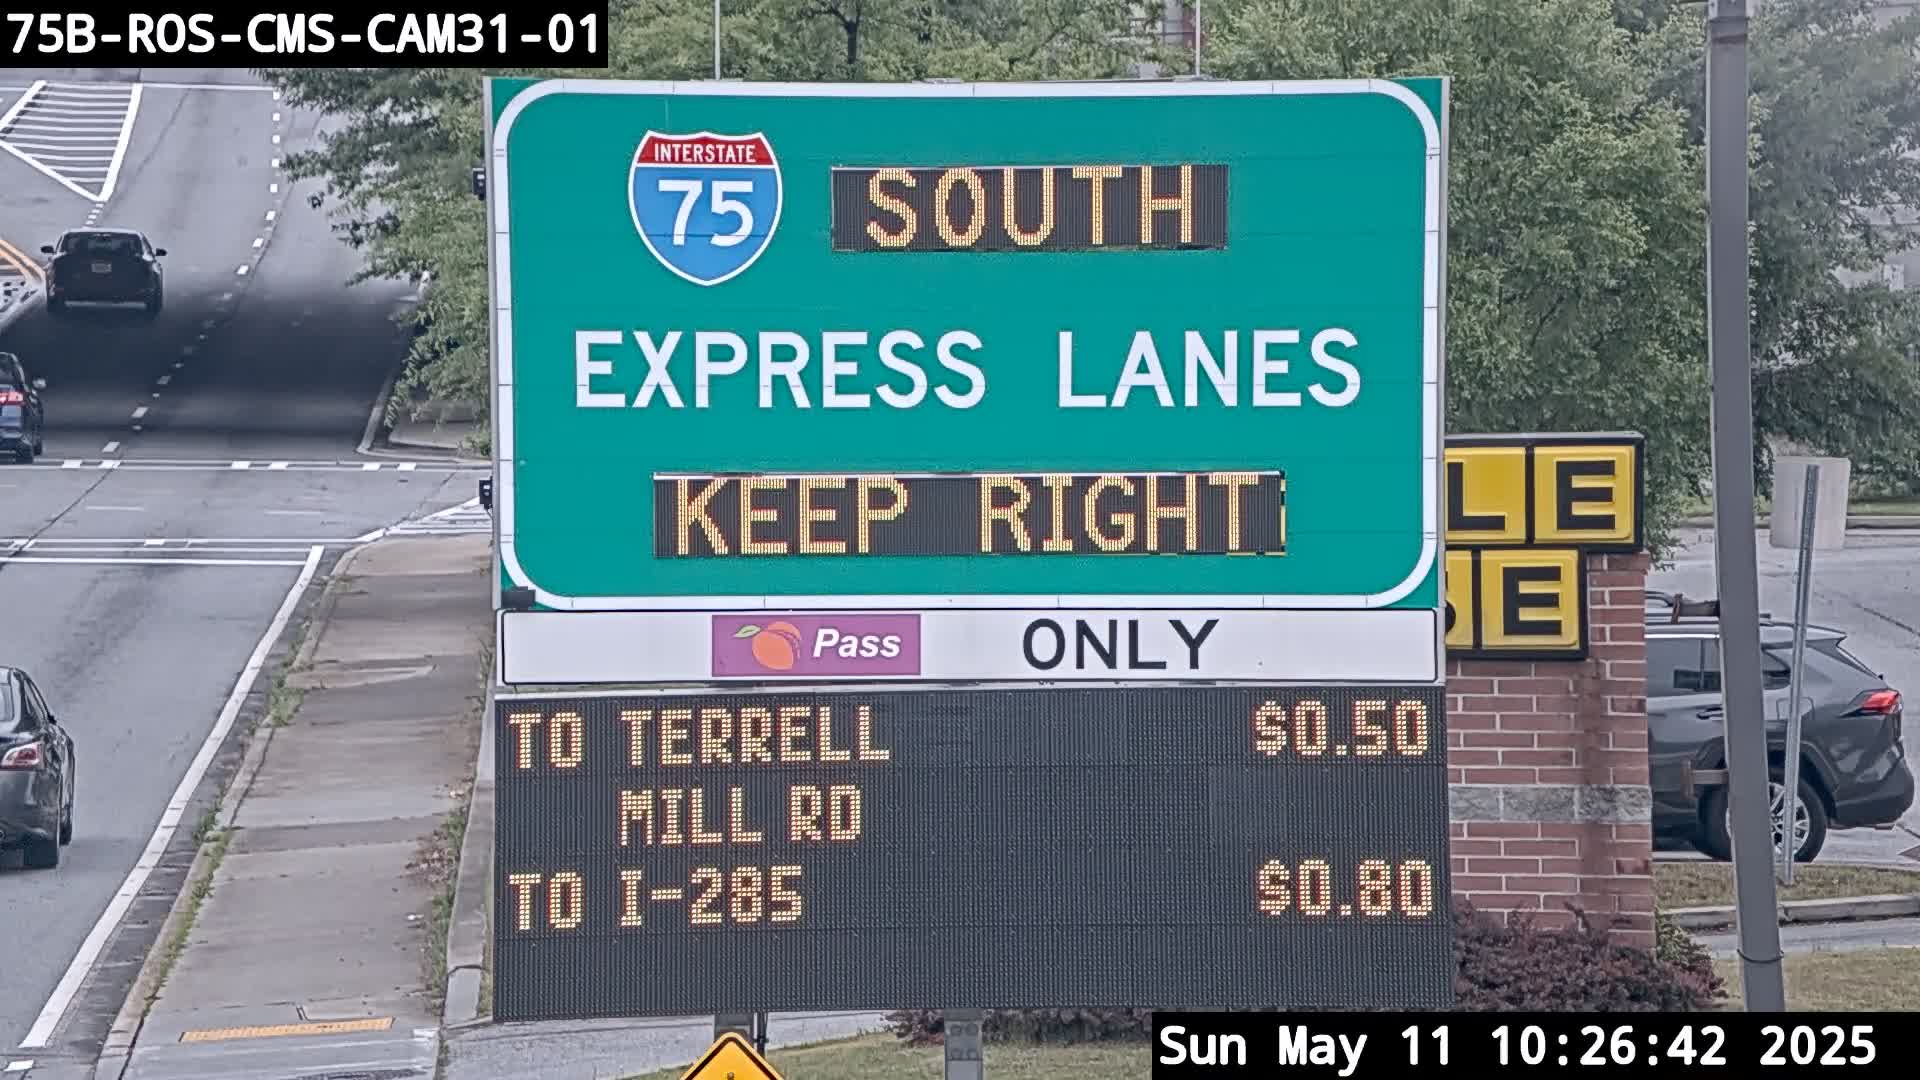 75B-ROS-CMS-CAM31-01
INTERSTATE
75
SOUTH
EXPRESS LANES
KEEP RIGHT
Pass ONLY
TO TERRELL $0.50
MILL RD
TO I-285 $0.80
LE
E
Sun May 11 10:26:42 2025